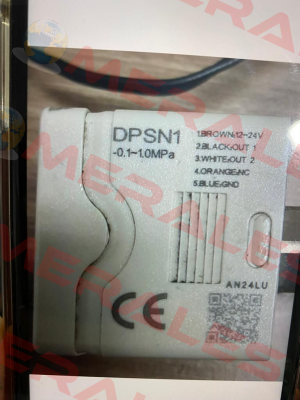 DPSN1
-0.1~1.0MPa
1.BROWN:12~24V
2.BLACK:OUT 1
3.WHITE:OUT 2
4.ORANGE:NC
5.BLUE:GND
CE
AN24LU